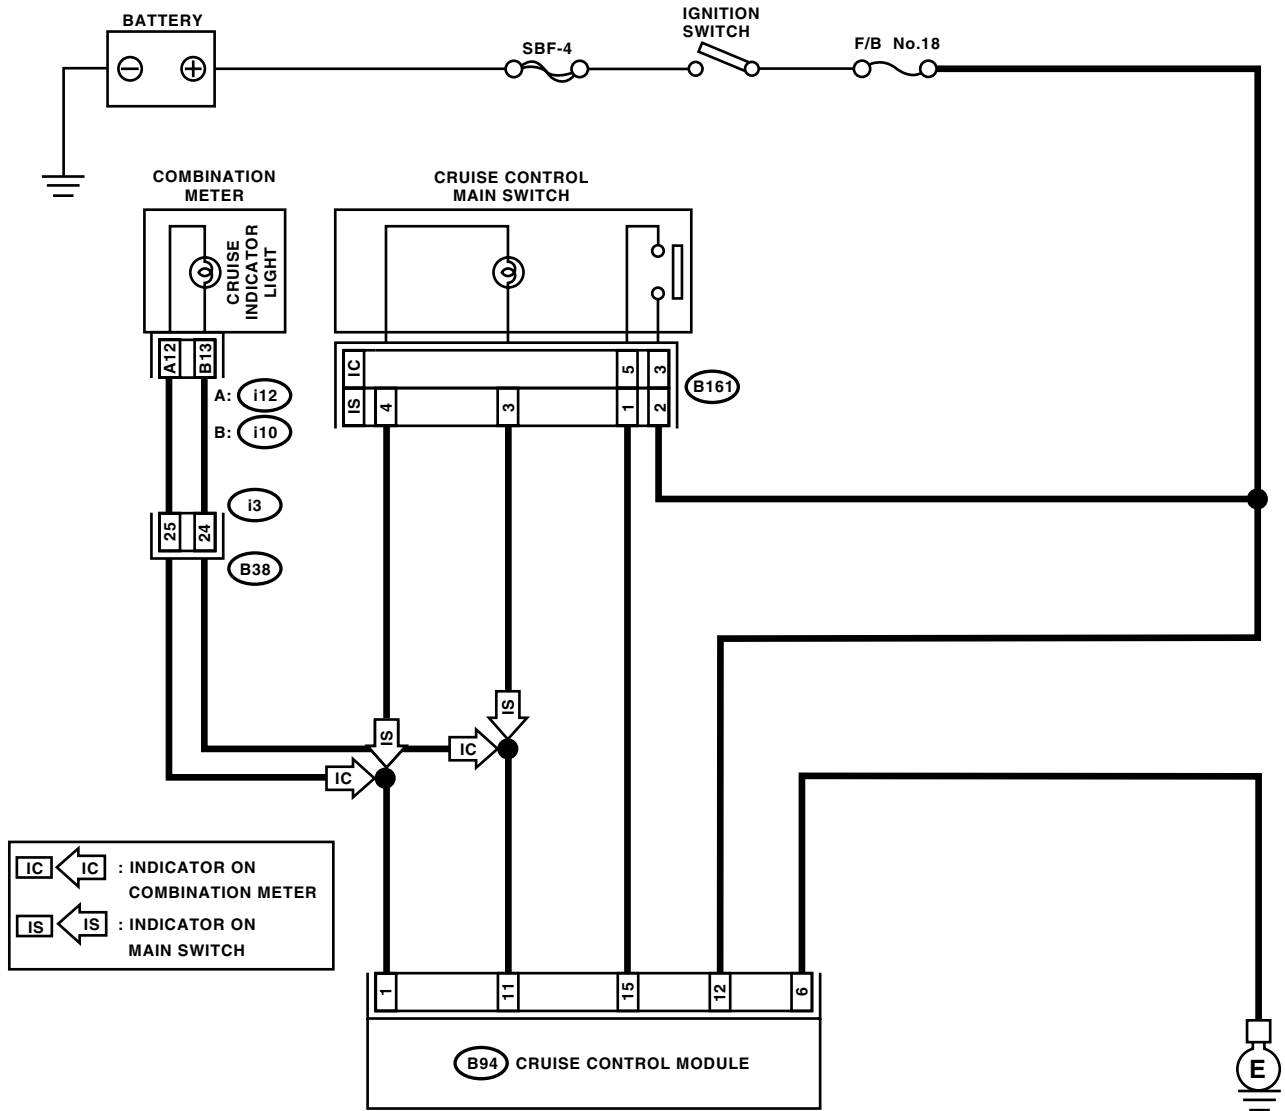 BATTERY
IGNITION
SWITCH
SBF-4
F/B No.18
COMBINATION
METER
CRUISE CONTROL
MAIN SWITCH
CRUISE
INDICATOR
LIGHT
A12
B13
IC
5
3
B161
A: i12
IS
4
3
1
2
B: i10
i3
25
24
B38
IS
IS
IC
IC
IC IC : INDICATOR ON
COMBINATION METER
IS IS : INDICATOR ON
MAIN SWITCH
1
11
15
12
6
B94 CRUISE CONTROL MODULE
E